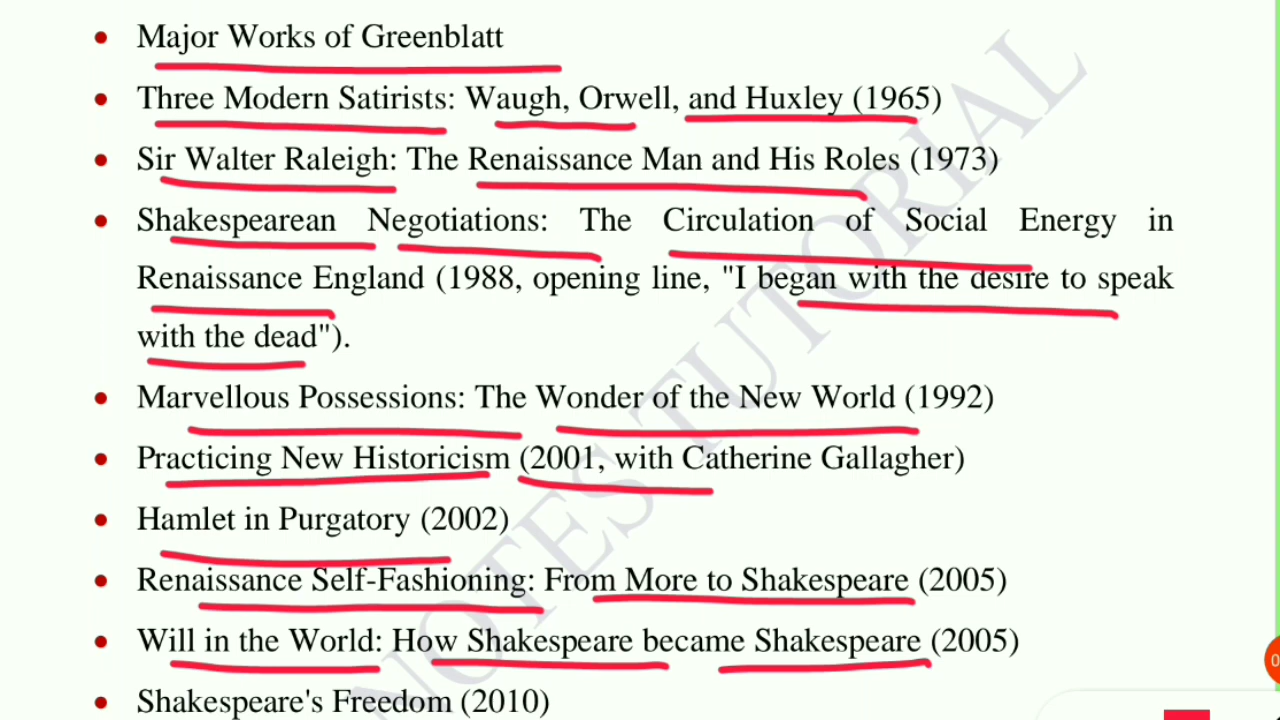 Major Works of Greenblatt
Three Modern Satirists: Waugh, Orwell, and Huxley (1965)
Sir Walter Raleigh: The Renaissance Man and His Roles (1973)
Shakespearean Negotiations: The Circulation of Social Energy in
Renaissance England (1988, opening line, "I began with the desire to speak
with the dead").
Marvellous Possessions: The Wonder of the New World (1992)
Practicing New Historicism (2001, with Catherine Gallagher)
Hamlet in Purgatory (2002)
Renaissance Self-Fashioning: From More to Shakespeare (2005)
Will in the World: How Shakespeare became Shakespeare (2005)
Shakespeare's Freedom (2010)
NOTES TUTORIAL